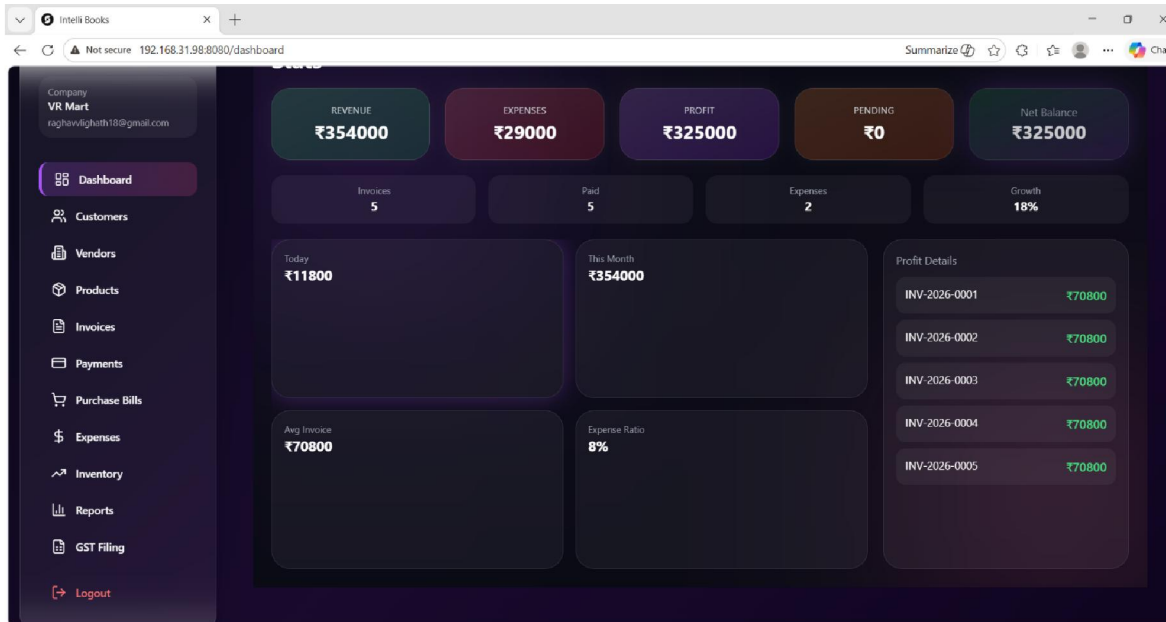 Intelli Books
Not secure 192.168.31.98:8080/dashboard
Summarize
Cha
Company
VR Mart
raghavvlighath18@gmail.com
Dashboard
Customers
Vendors
Products
Invoices
Payments
Purchase Bills
Expenses
Inventory
Reports
GST Filing
Logout
Stats
REVENUE
₹354000
EXPENSES
₹29000
PROFIT
₹325000
PENDING
₹0
Net Balance
₹325000
Invoices
5
Paid
5
Expenses
2
Growth
18%
Today
₹11800
This Month
₹354000
Avg Invoice
₹70800
Expense Ratio
8%
Profit Details
INV-2026-0001 ₹70800
INV-2026-0002 ₹70800
INV-2026-0003 ₹70800
INV-2026-0004 ₹70800
INV-2026-0005 ₹70800